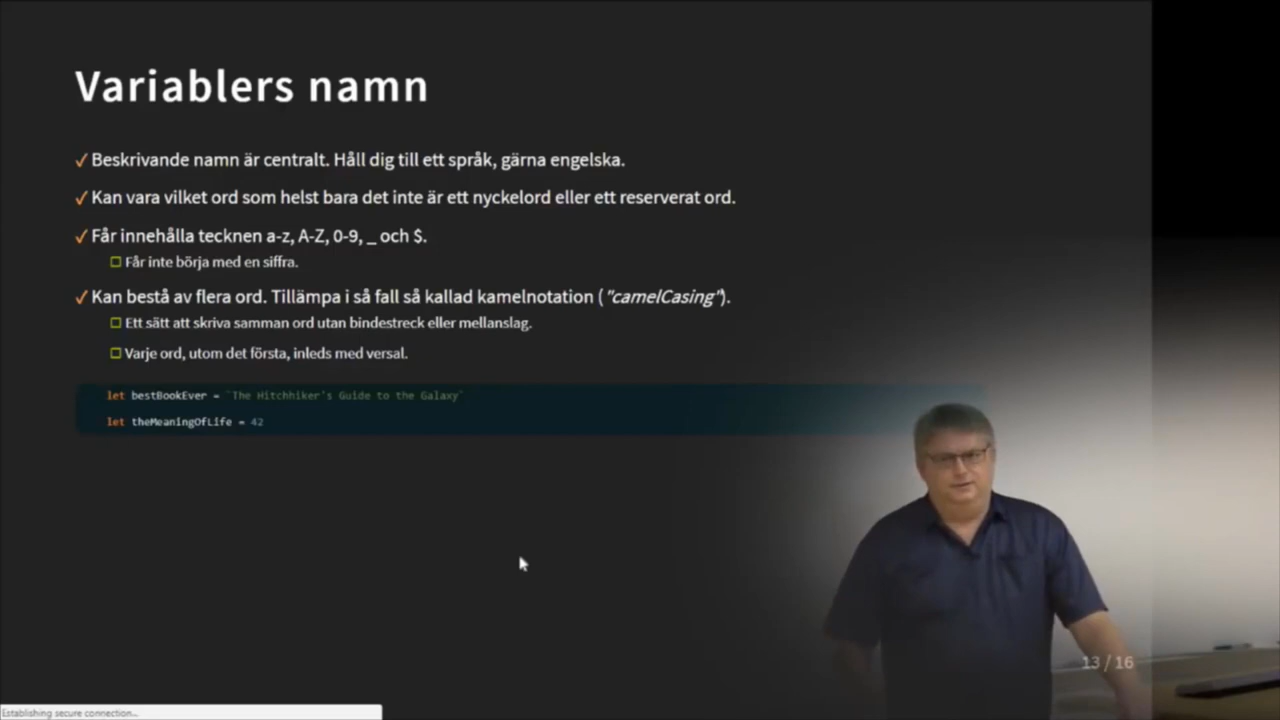 Variablers namn
✓ Beskrivande namn är centralt. Håll dig till ett språk, gärna engelska.
✓ Kan vara vilket ord som helst bara det inte är ett nyckelord eller ett reserverat ord.
✓ Får innehålla tecknen a-z, A-Z, 0-9, _ och $.
☐ Får inte börja med en siffra.
✓ Kan bestå av flera ord. Tillämpa i så fall så kallad kamelnotation ("camelCasing").
☐ Ett sätt att skriva samman ord utan bindestreck eller mellanslag.
☐ Varje ord, utom det första, inleds med versal.
let bestBookEver = `The Hitchhiker's Guide to the Galaxy`
let theMeaningOfLife = 42
13 / 16
Establishing secure connection...